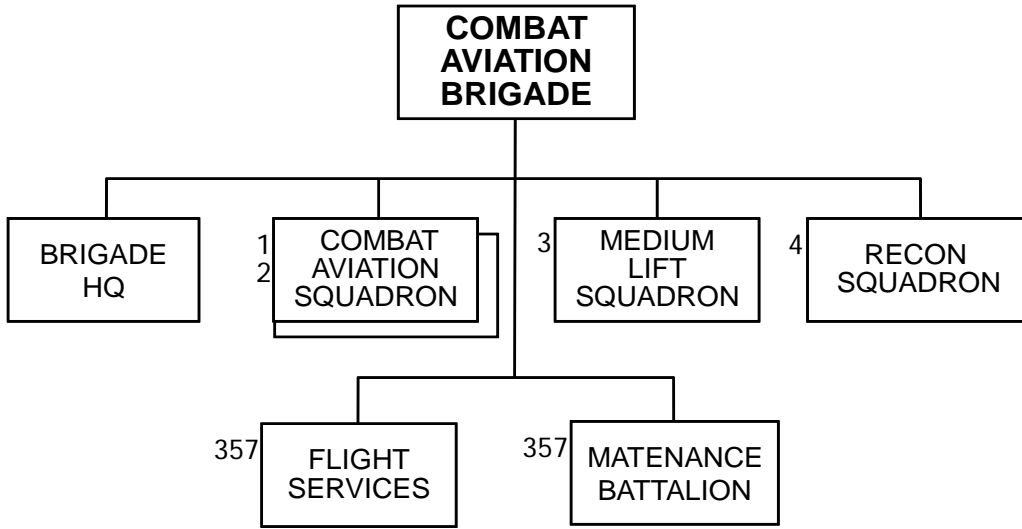 COMBAT
AVIATION
BRIGADE
BRIGADE
HQ
1
2
COMBAT
AVIATION
SQUADRON
3
MEDIUM
LIFT
SQUADRON
4
RECON
SQUADRON
357
FLIGHT
SERVICES
357
MATENANCE
BATTALION